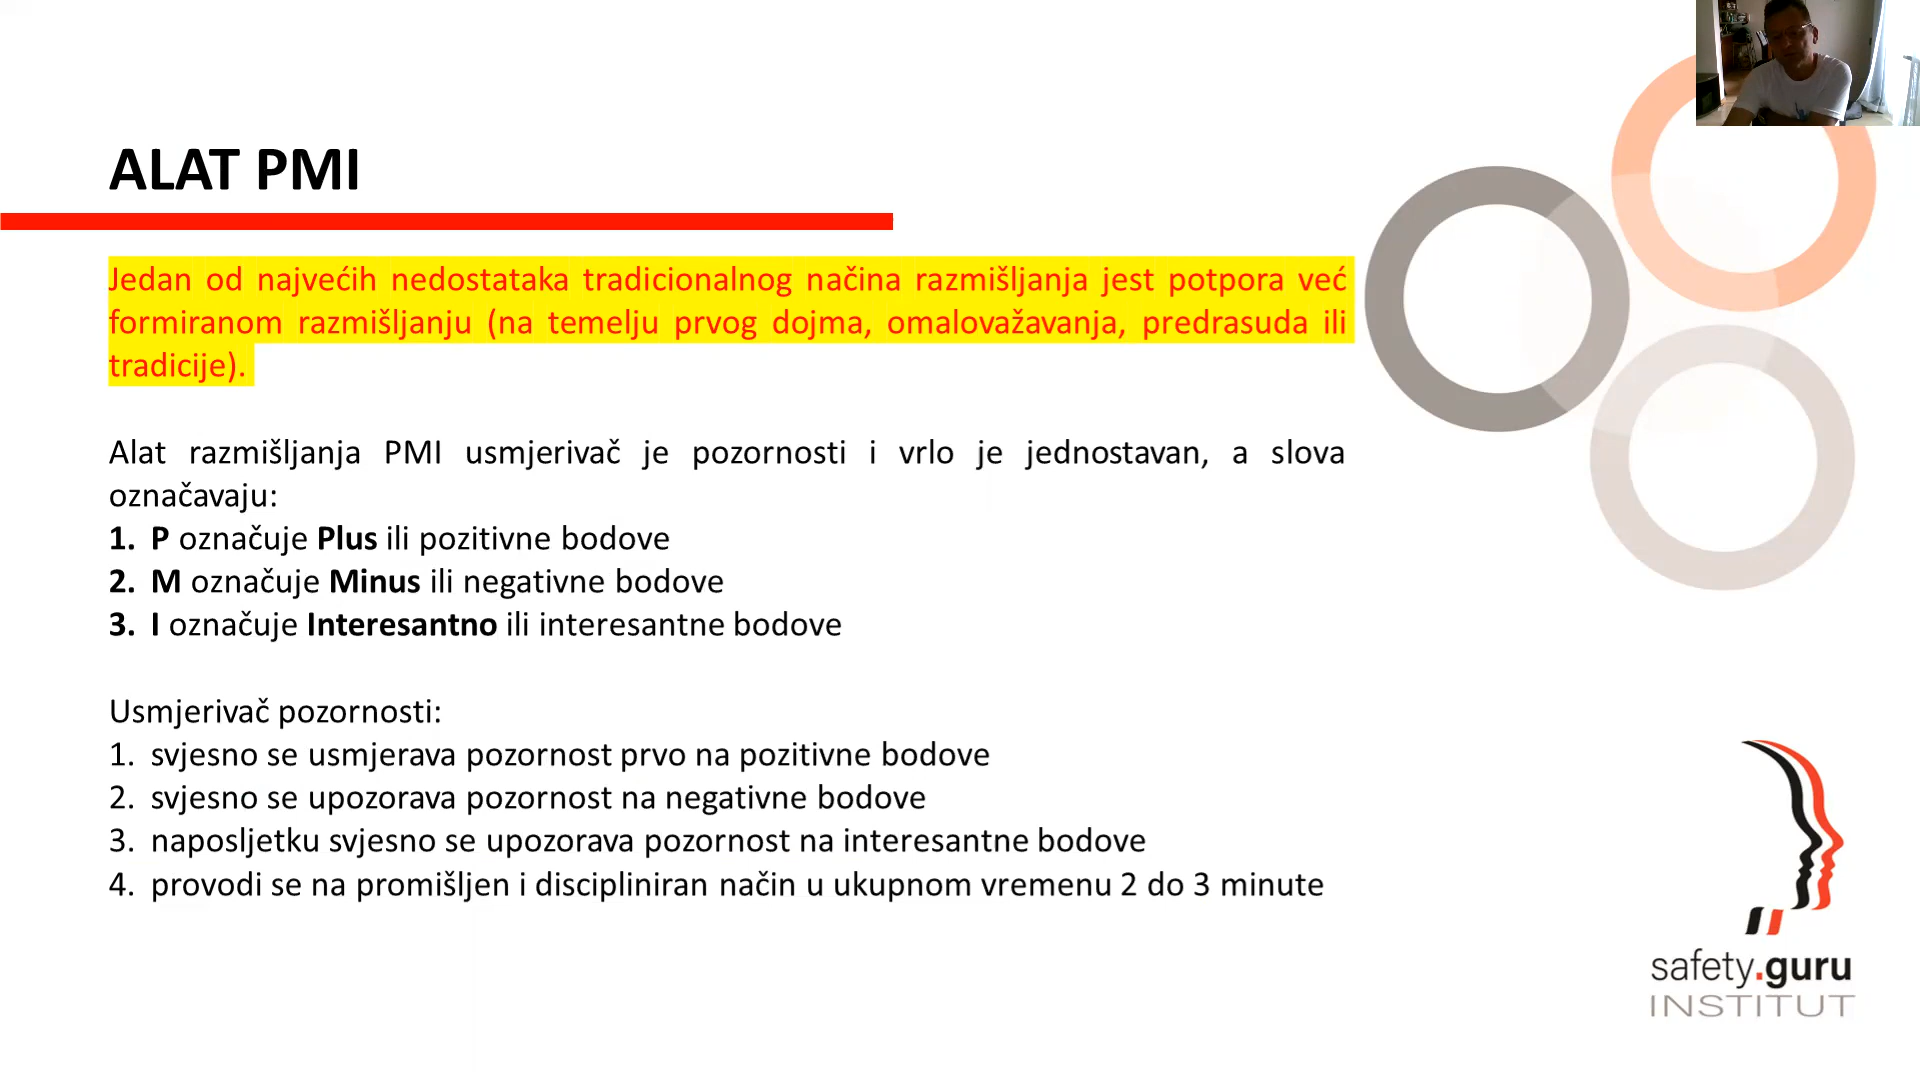 ALAT PMI
Jedan od najvećih nedostataka tradicionalnog načina razmišljanja jest potpora već
formiranom razmišljanju (na temelju prvog dojma, omalovažavanja, predrasuda ili
tradicije).
Alat razmišljanja PMI usmjerivač je pozornosti i vrlo je jednostavan, a slova
označavaju:
1. P označuje Plus ili pozitivne bodove
2. M označuje Minus ili negativne bodove
3. I označuje Interesantno ili interesantne bodove
Usmjerivač pozornosti:
1. svjesno se usmjerava pozornost prvo na pozitivne bodove
2. svjesno se upozorava pozornost na negativne bodove
3. naposljetku svjesno se upozorava pozornost na interesantne bodove
4. provodi se na promišljen i discipliniran način u ukupnom vremenu 2 do 3 minute
safety.guru
INSTITUT